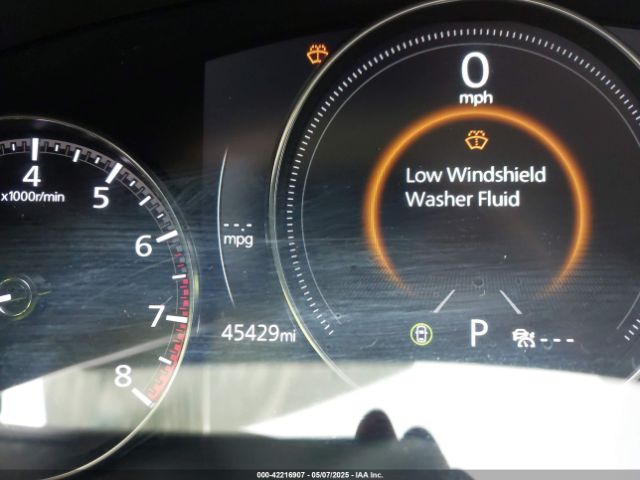 0
mph
4
x1000r/min
5
6
7
8
Low Windshield
Washer Fluid
---
mpg
45429mi
P
---
000-42216907 - 05/07/2025 - IAA Inc.